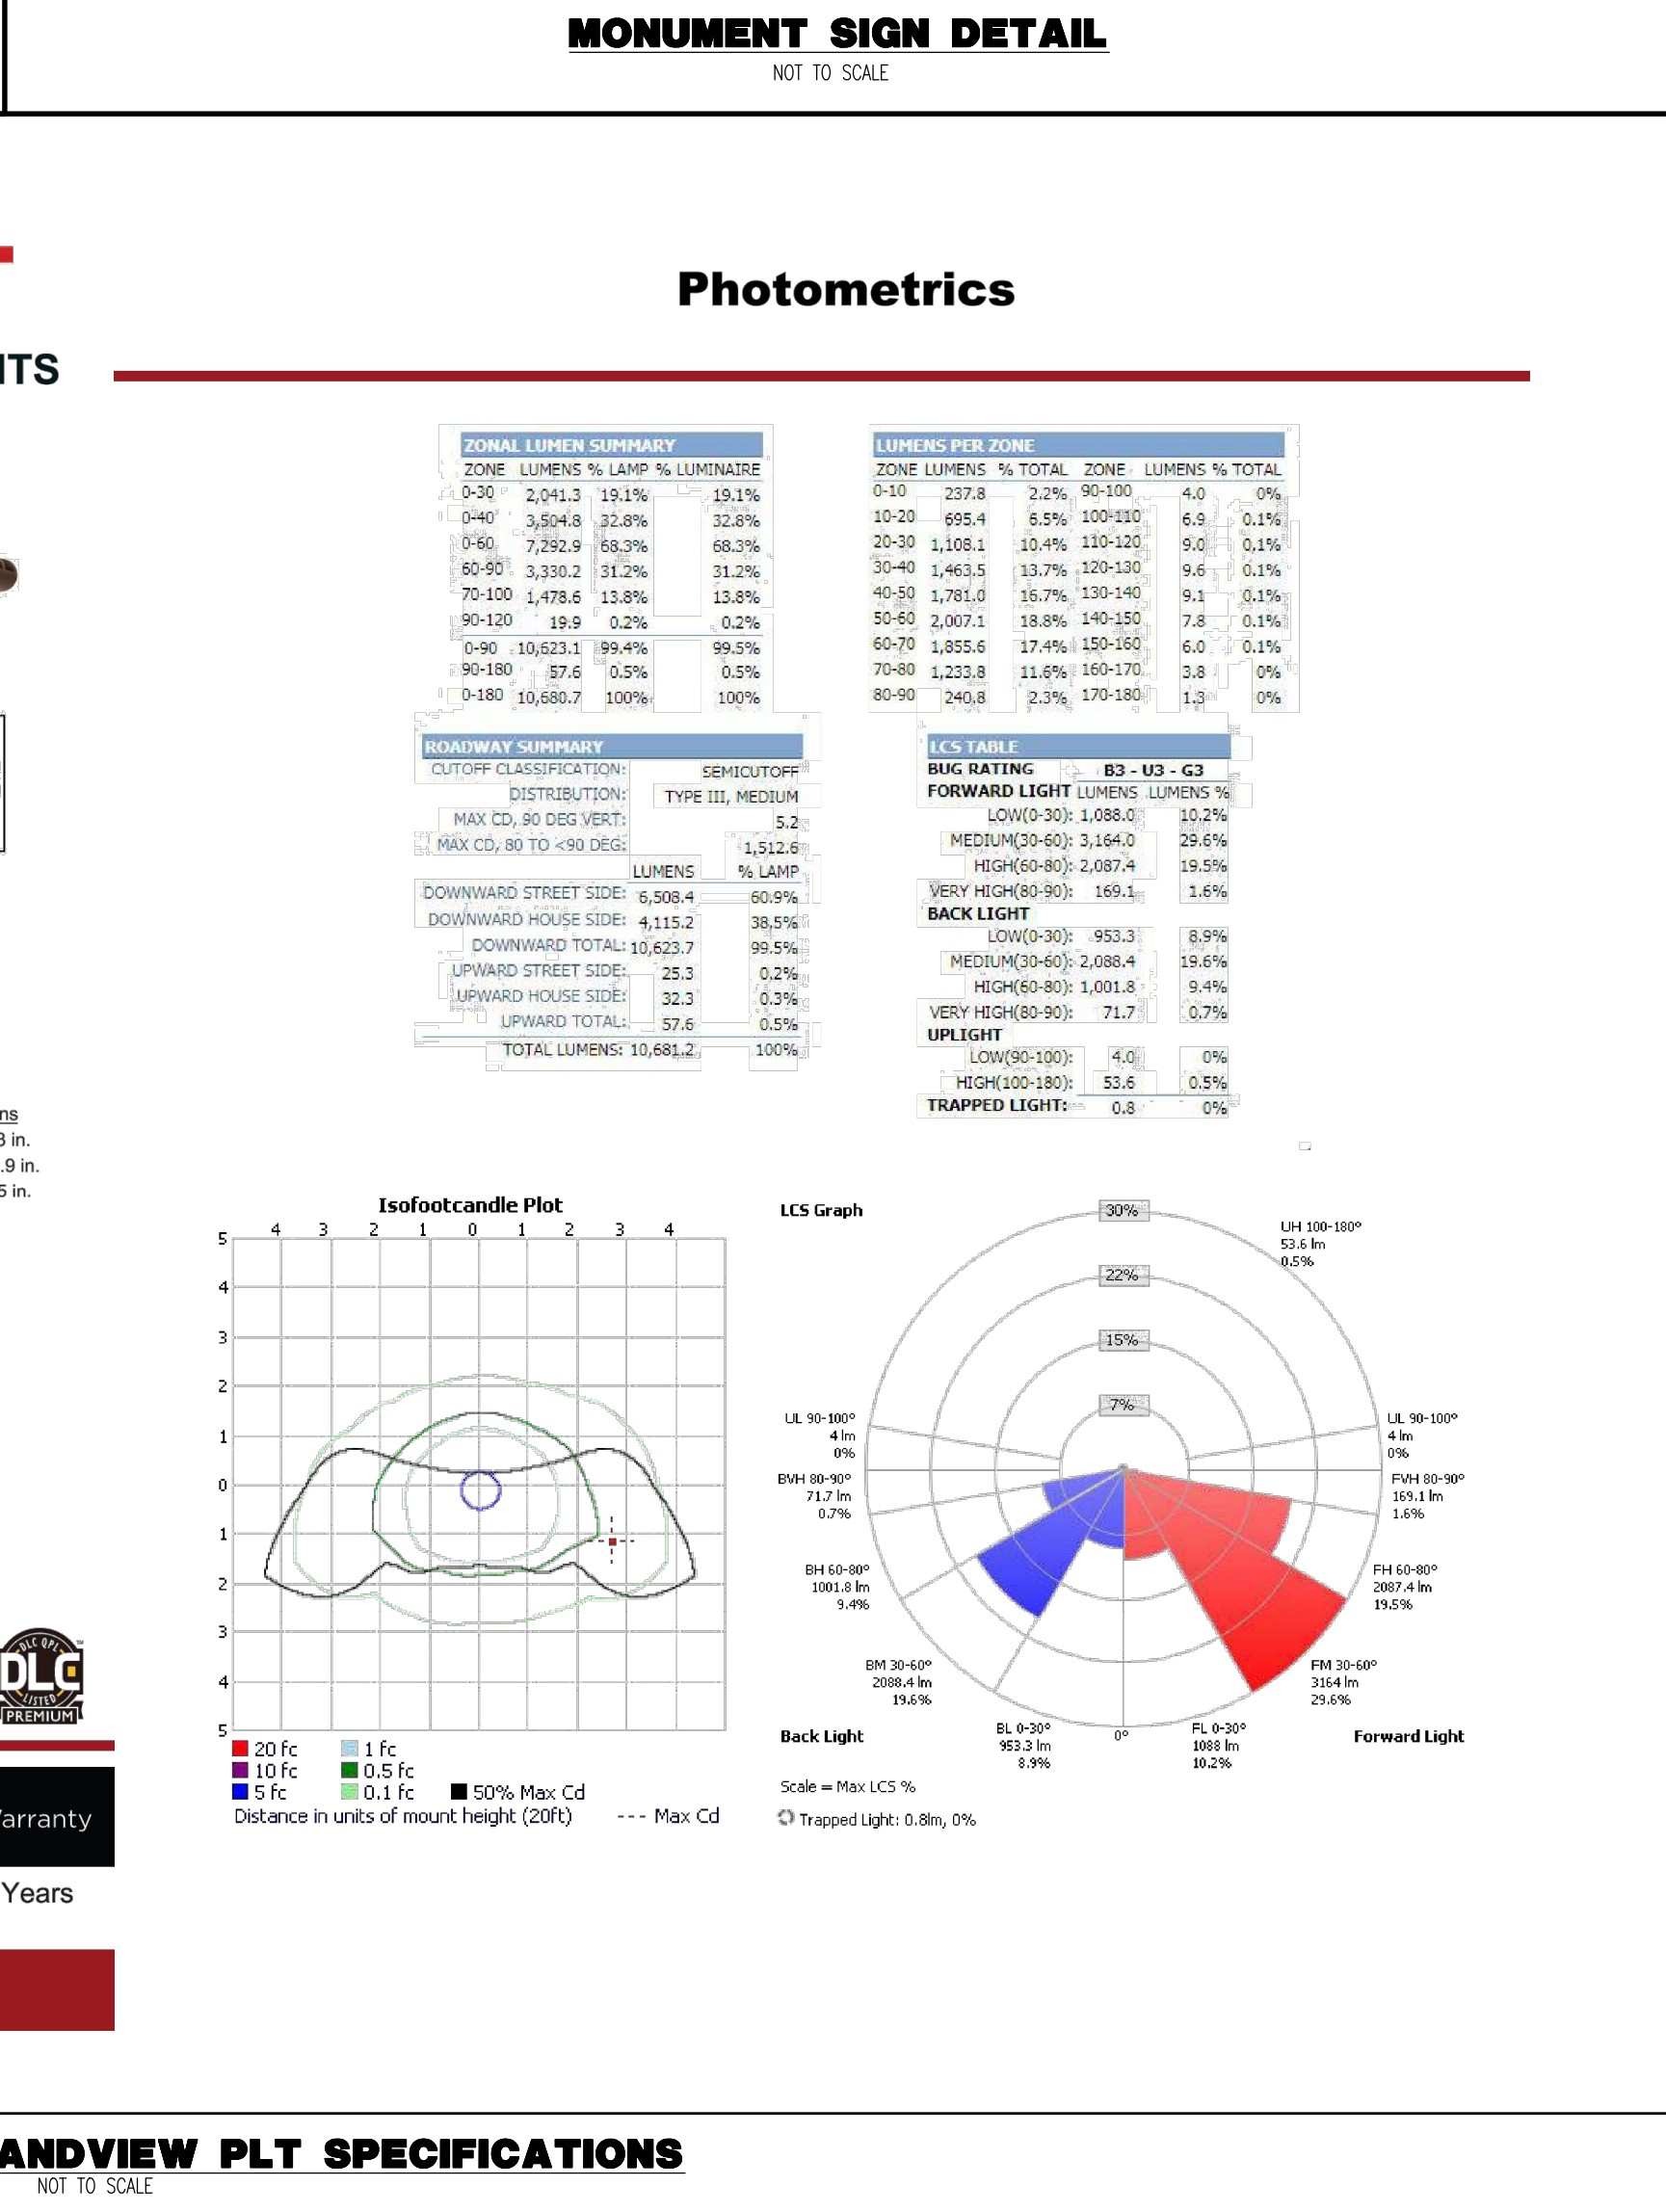 MONUMENT SIGN DETAIL
NOT TO SCALE
Photometrics
ITS
ZONAL LUMEN SUMMARY
ZONE LUMENS % LAMP % LUMINAIRE
0-30 2,041.3 19.1% 19.1%
0-40 3,504.8 32.8% 32.8%
0-60 7,292.9 68.3% 68.3%
60-90 3,330.2 31.2% 31.2%
70-100 1,478.6 13.8% 13.8%
90-120 19.9 0.2% 0.2%
0-90 10,623.1 99.4% 99.5%
90-180 57.6 0.5% 0.5%
0-180 10,680.7 100% 100%
LUMENS PER ZONE
ZONE LUMENS % TOTAL ZONE LUMENS % TOTAL
0-10 237.8 2.2% 90-100 4.0 0%
10-20 695.4 6.5% 100-110 6.9 0.1%
20-30 1,108.1 10.4% 110-120 9.0 0.1%
30-40 1,463.5 13.7% 120-130 9.6 0.1%
40-50 1,781.0 16.7% 130-140 9.1 0.1%
50-60 2,007.1 18.8% 140-150 7.8 0.1%
60-70 1,855.6 17.4% 150-160 6.0 0.1%
70-80 1,233.8 11.6% 160-170 3.8 0%
80-90 240.8 2.3% 170-180 1.3 0%
ROADWAY SUMMARY
CUTOFF CLASSIFICATION: SEMICUTOFF
DISTRIBUTION: TYPE III, MEDIUM
MAX CD, 90 DEG VERT: 5.2
MAX CD, 80 TO <90 DEG: 1,512.6
LUMENS % LAMP
DOWNWARD STREET SIDE: 6,508.4 60.9%
DOWNWARD HOUSE SIDE: 4,115.2 38.5%
DOWNWARD TOTAL: 10,623.7 99.5%
UPWARD STREET SIDE: 25.3 0.2%
UPWARD HOUSE SIDE: 32.3 0.3%
UPWARD TOTAL: 57.6 0.5%
TOTAL LUMENS: 10,681.2 100%
LCS TABLE
BUG RATING B3 - U3 - G3
FORWARD LIGHT LUMENS LUMENS %
LOW(0-30): 1,088.0 10.2%
MEDIUM(30-60): 3,164.0 29.6%
HIGH(60-80): 2,087.4 19.5%
VERY HIGH(80-90): 169.1 1.6%
BACK LIGHT
LOW(0-30): 953.3 8.9%
MEDIUM(30-60): 2,088.4 19.6%
HIGH(60-80): 1,001.8 9.4%
VERY HIGH(80-90): 71.7 0.7%
UPLIGHT
LOW(90-100): 4.0 0%
HIGH(100-180): 53.6 0.5%
TRAPPED LIGHT: 0.8 0%
ns
3 in.
.9 in.
5 in.
Isofootcandle Plot
4 3 2 1 0 1 2 3 4
5
4
3
2
1
0
1
2
3
4
5
20 fc 1 fc
10 fc 0.5 fc
5 fc 0.1 fc 50% Max Cd
Distance in units of mount height (20ft) --- Max Cd
LCS Graph
30%
22%
15%
7%
UH 100-180°
53.6 lm
0.5%
UL 90-100°
4 lm
0%
UL 90-100°
4 lm
0%
BVH 80-90°
71.7 lm
0.7%
FVH 80-90°
169.1 lm
1.6%
BH 60-80°
1001.8 lm
9.4%
FH 60-80°
2087.4 lm
19.5%
BM 30-60°
2088.4 lm
19.6%
FM 30-60°
3164 lm
29.6%
BL 0-30°
953.3 lm
8.9%
0°
FL 0-30°
1088 lm
10.2%
Back Light
Forward Light
Scale = Max LCS %
Trapped Light: 0.8lm, 0%
DLC QPL
DLC
LISTED
PREMIUM
arranty
Years
ANDVIEW PLT SPECIFICATIONS
NOT TO SCALE